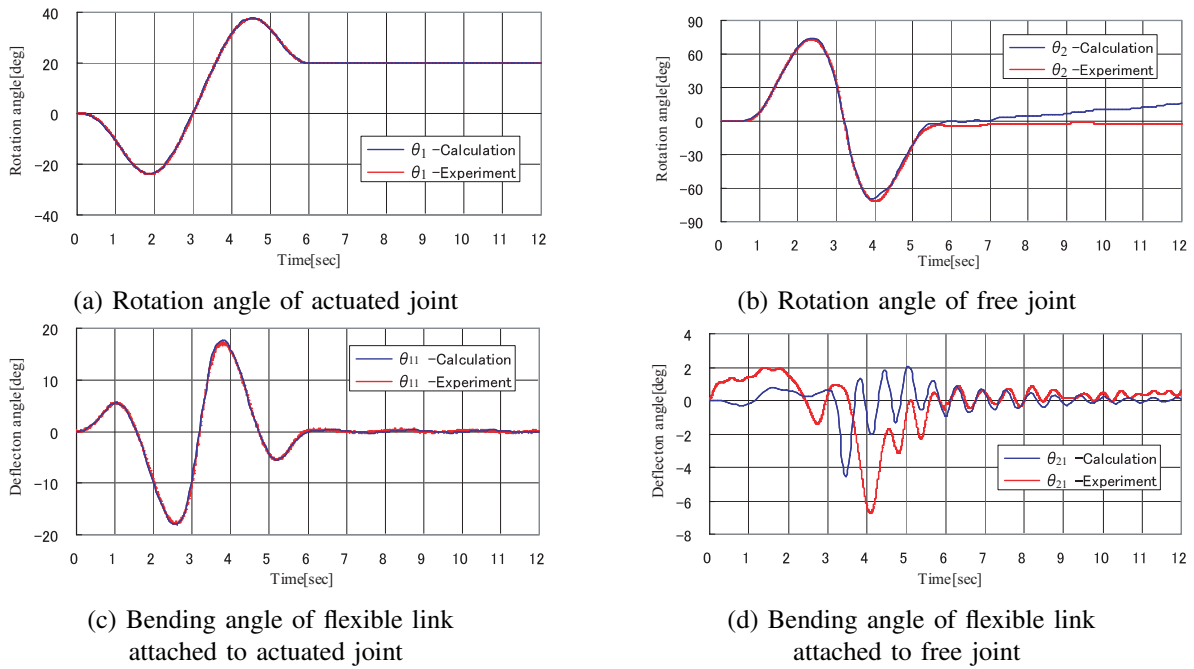 40
20
0
-20
-40
Rotation angle[deg]
θ1 -Calculation
θ1 -Experiment
0 1 2 3 4 5 6 7 8 9 10 11 12
Time[sec]
(a) Rotation angle of actuated joint
90
60
30
0
-30
-60
-90
Rotation angle[deg]
θ2 -Calculation
θ2 -Experiment
0 1 2 3 4 5 6 7 8 9 10 11 12
Time[sec]
(b) Rotation angle of free joint
20
10
0
-10
-20
Deflecton angle[deg]
θ11 -Calculation
θ11 -Experiment
0 1 2 3 4 5 6 7 8 9 10 11 12
Time[sec]
(c) Bending angle of flexible link
attached to actuated joint
4
2
0
-2
-4
-6
-8
Deflecton angle[deg]
θ21 -Calculation
θ21 -Experiment
0 1 2 3 4 5 6 7 8 9 10 11 12
Time[sec]
(d) Bending angle of flexible link
attached to free joint